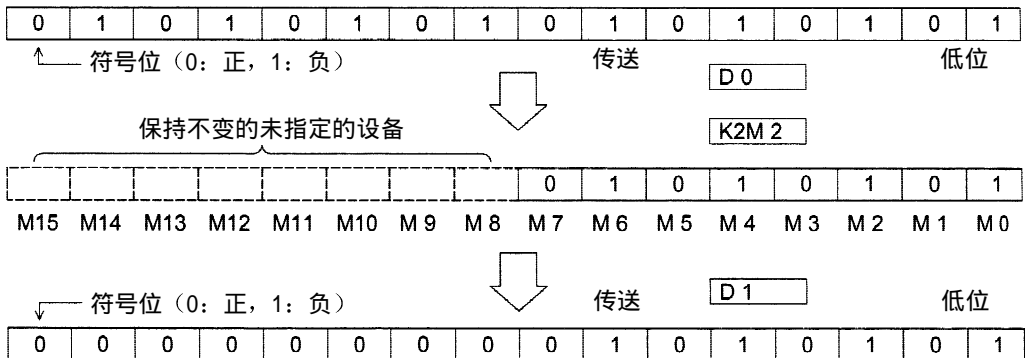 0 1 0 1 0 1 0 1 0 1 0 1 0 1 0 1
符号位（0：正，1：负） 传送 低位
D 0
保持不变的未指定的设备 K2M 2
0 1 0 1 0 1 0 1
M15 M14 M13 M12 M11 M10 M 9 M 8 M 7 M 6 M 5 M 4 M 3 M 2 M 1 M 0
符号位（0：正，1：负） 传送 D 1 低位
0 0 0 0 0 0 0 0 0 1 0 1 0 1 0 1